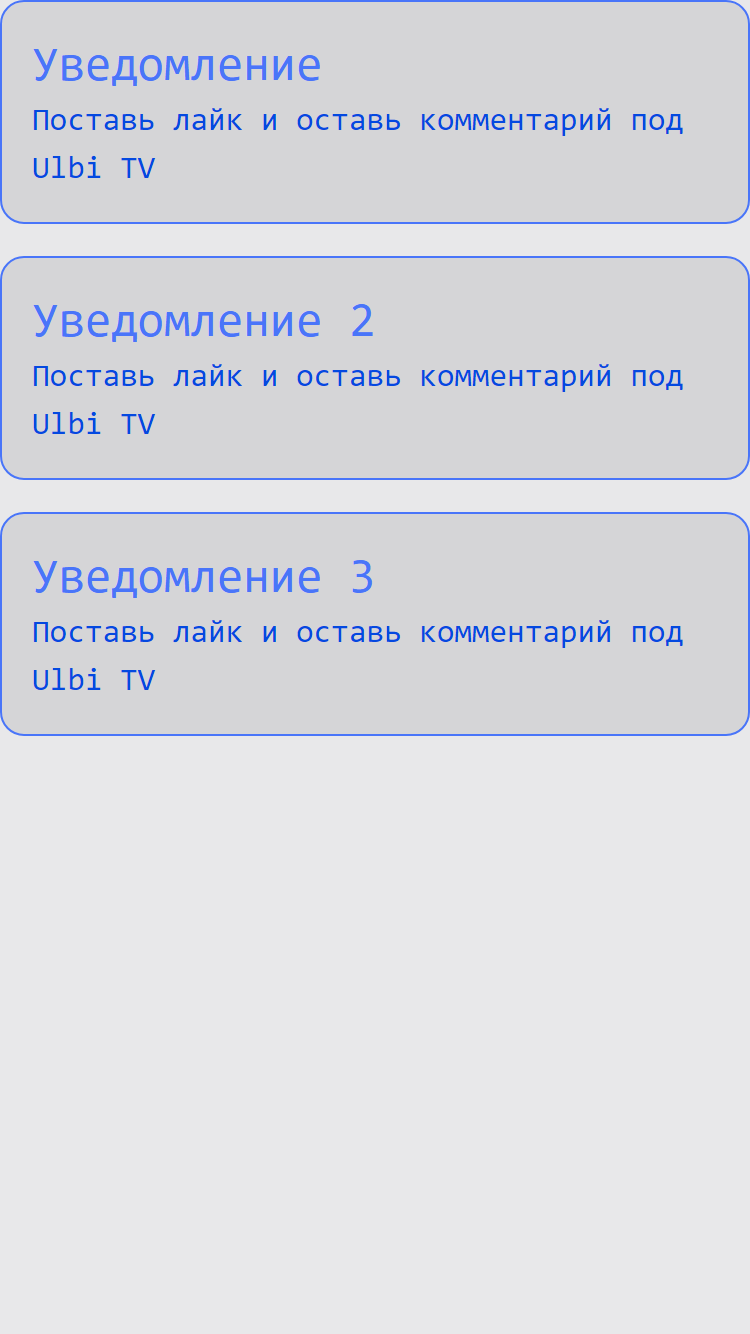 Уведомление
Поставь лайк и оставь комментарий под
Ulbi TV
Уведомление 2
Поставь лайк и оставь комментарий под
Ulbi TV
Уведомление 3
Поставь лайк и оставь комментарий под
Ulbi TV